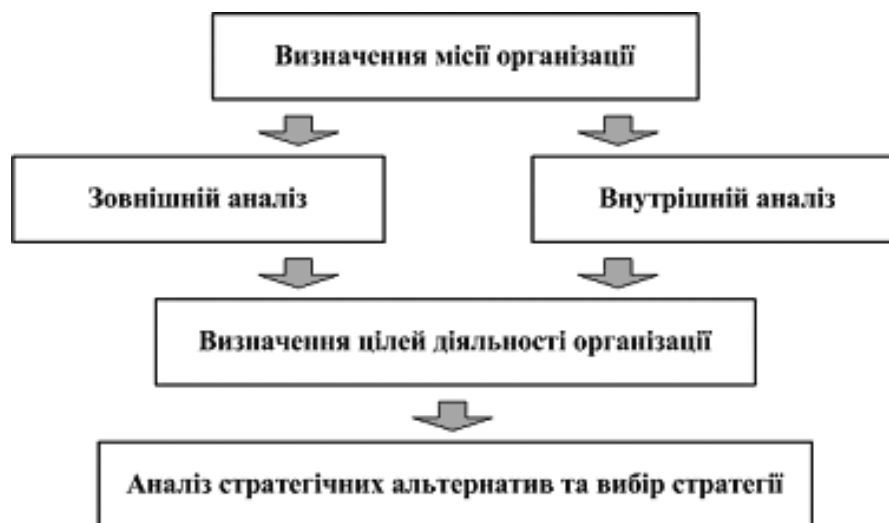 Визначення місії організації
Зовнішній аналіз
Внутрішній аналіз
Визначення цілей діяльності організації
Аналіз стратегічних альтернатив та вибір стратегії